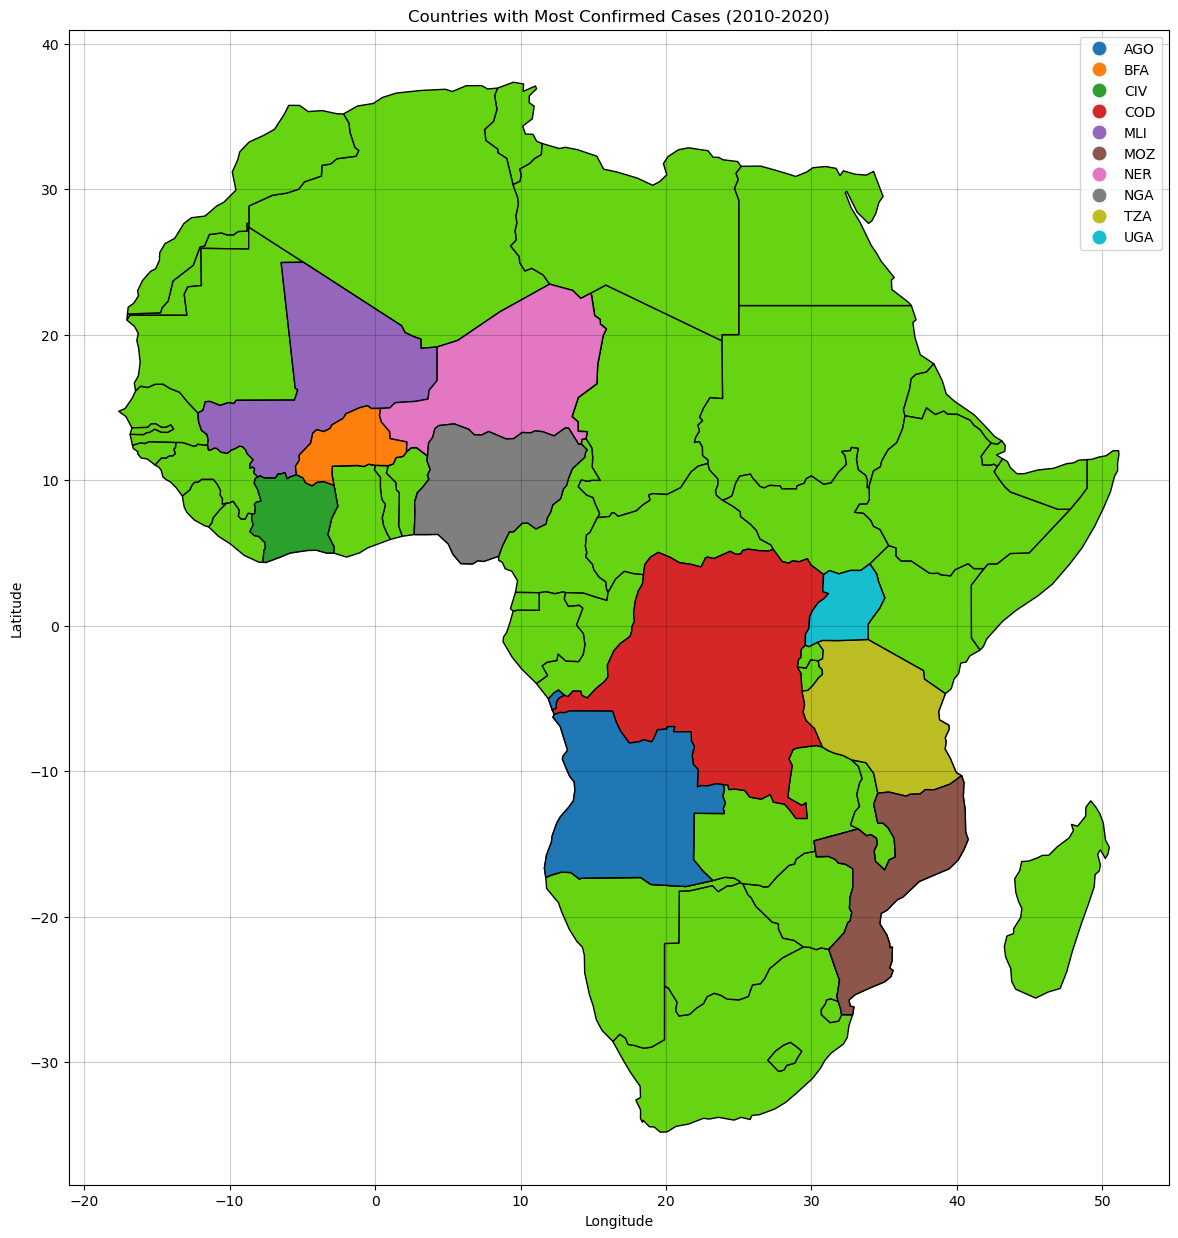 Countries with Most Confirmed Cases (2010-2020)
AGO
BFA
CIV
COD
MLI
MOZ
NER
NGA
TZA
UGA
40
30
20
10
0
−10
−20
−30
Latitude
−20
−10
0
10
20
30
40
50
Longitude